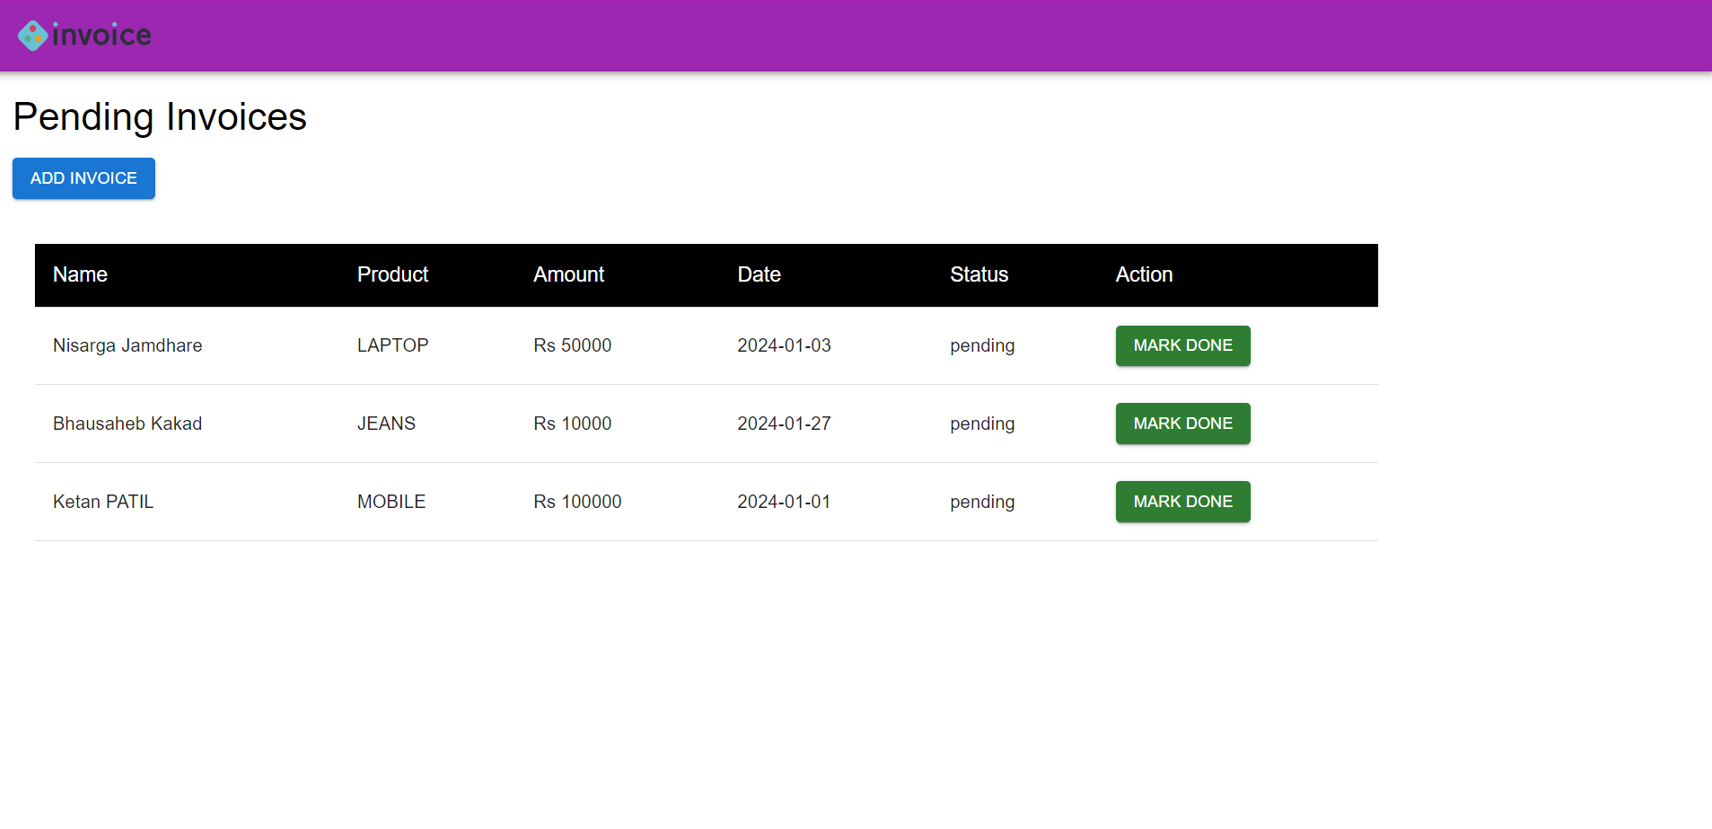 invoice
Pending Invoices
ADD INVOICE
Name Product Amount Date Status Action
Nisarga Jamdhare LAPTOP Rs 50000 2024-01-03 pending MARK DONE
Bhausaheb Kakad JEANS Rs 10000 2024-01-27 pending MARK DONE
Ketan PATIL MOBILE Rs 100000 2024-01-01 pending MARK DONE